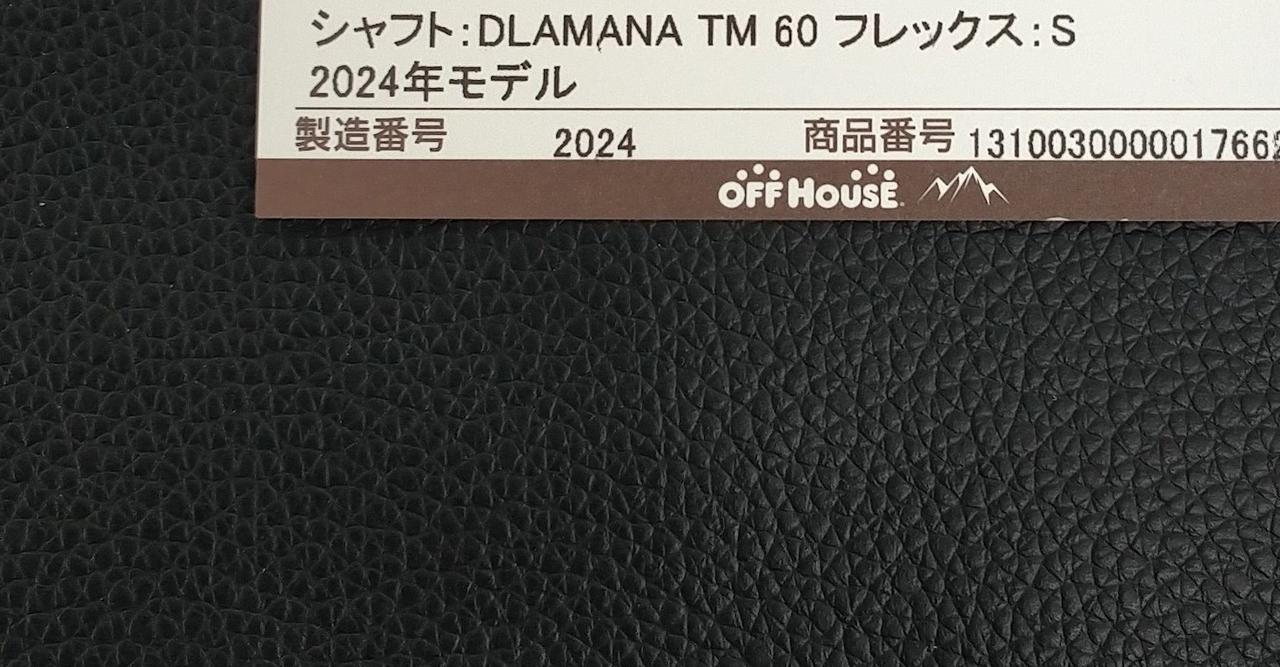 シャフト:DLAMANA TM 60 フレックス:S
2024年モデル
製造番号 2024 商品番号 131003000001766
OFF HOUSE